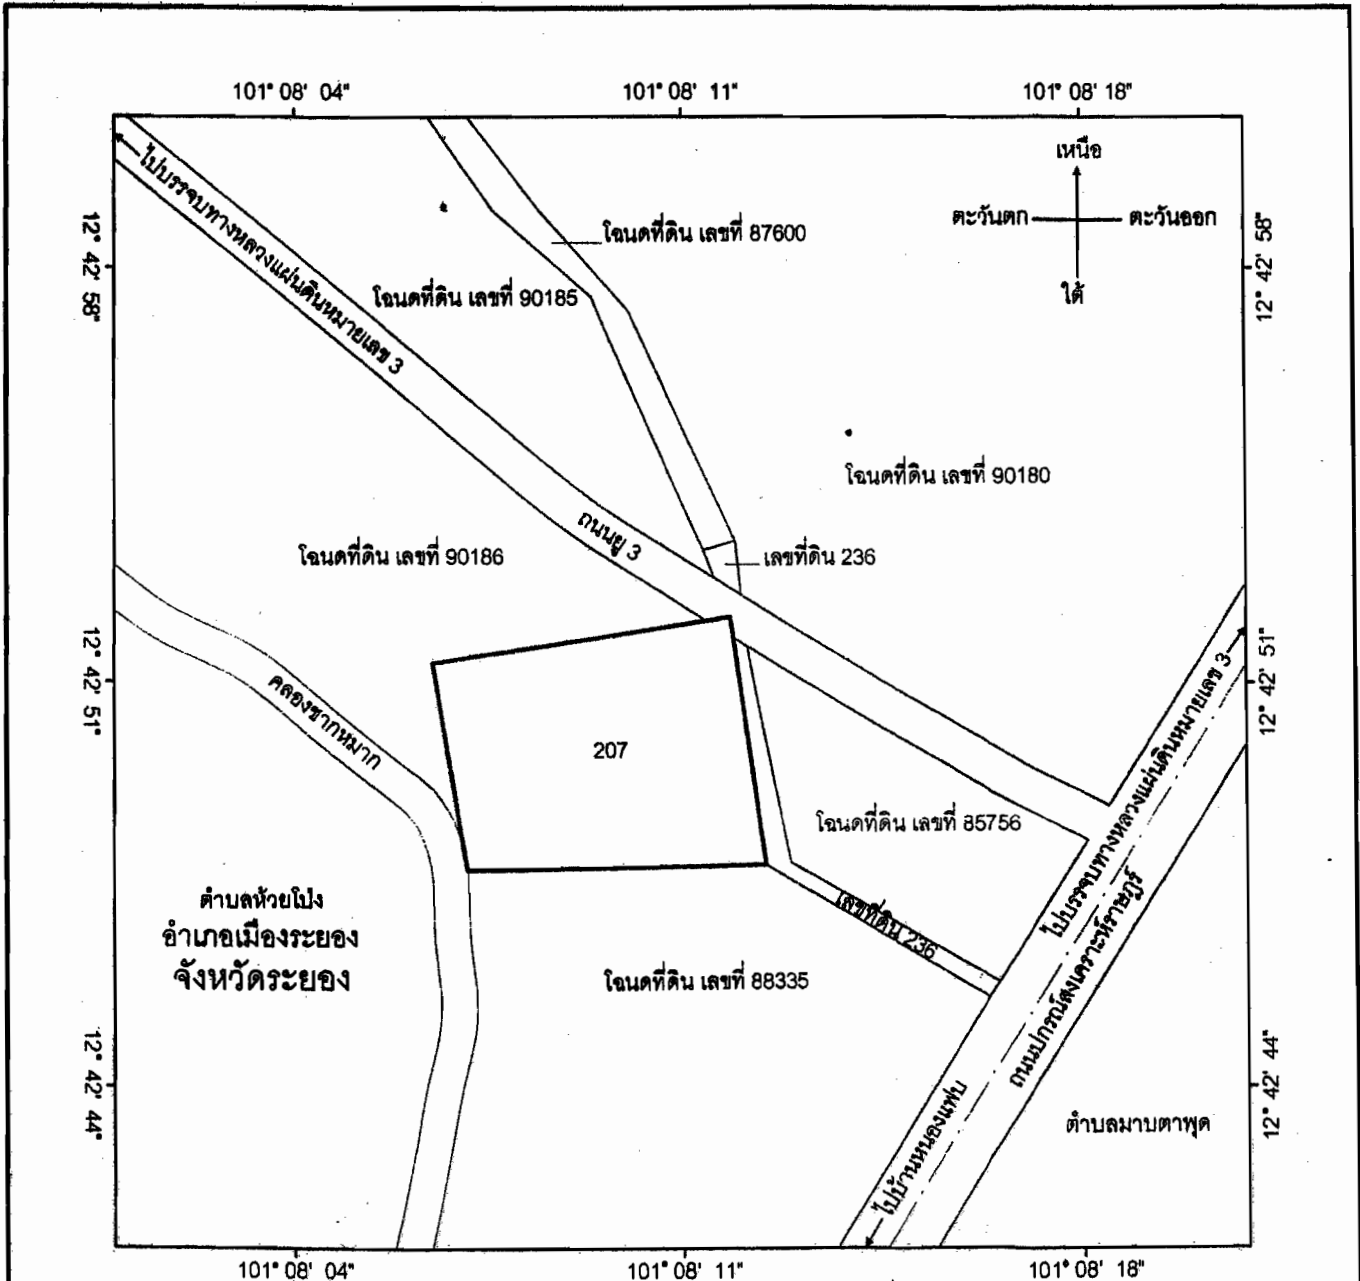 101° 08' 04" 101° 08' 11" 101° 08' 18"
เหนือ
ตะวันตก ตะวันออก
ใต้
12° 42' 58"
12° 42' 58"
ไปบรรจบทางหลวงแผ่นดินหมายเลข 3
โฉนดที่ดิน เลขที่ 87600
โฉนดที่ดิน เลขที่ 90185
โฉนดที่ดิน เลขที่ 90180
ถนนยู 3
โฉนดที่ดิน เลขที่ 90186
เลขที่ดิน 236
12° 42' 51"
12° 42' 51"
คลองชากหมาก
207
ไปบรรจบทางหลวงแผ่นดินหมายเลข 3
โฉนดที่ดิน เลขที่ 85756
ตำบลห้วยโป่ง
อำเภอเมืองระยอง
จังหวัดระยอง
เลขที่ดิน 236
โฉนดที่ดิน เลขที่ 88335
ถนนปกรณ์สงเคราะห์ราษฎร์
12° 42' 44"
12° 42' 44"
ตำบลมาบตาพุด
ไปบ้านหนองแฟบ
101° 08' 04" 101° 08' 11" 101° 08' 18"